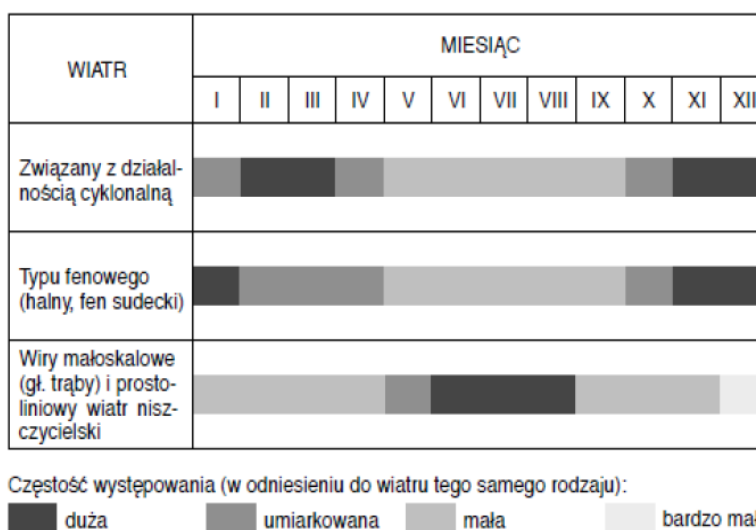 WIATR
MIESIĄC
I II III IV V VI VII VIII IX X XI XII
Związany z działal-
nością cyklonalną
Typu fenowego
(halny, fen sudecki)
Wiry małoskalowe
(gł. trąby) i prosto-
liniowy wiatr nisz-
czycielski
Częstość występowania (w odniesieniu do wiatru tego samego rodzaju):
duża umiarkowana mała bardzo mał